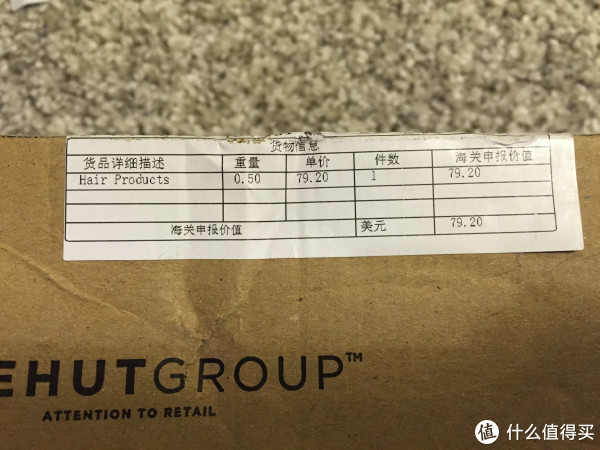 货物信息
货品详细描述 重量 单价 件数 海关申报价值
Hair Products 0.50 79.20 1 79.20
海关申报价值 美元 79.20
EHUTGROUP™
ATTENTION TO RETAIL
值 什么值得买